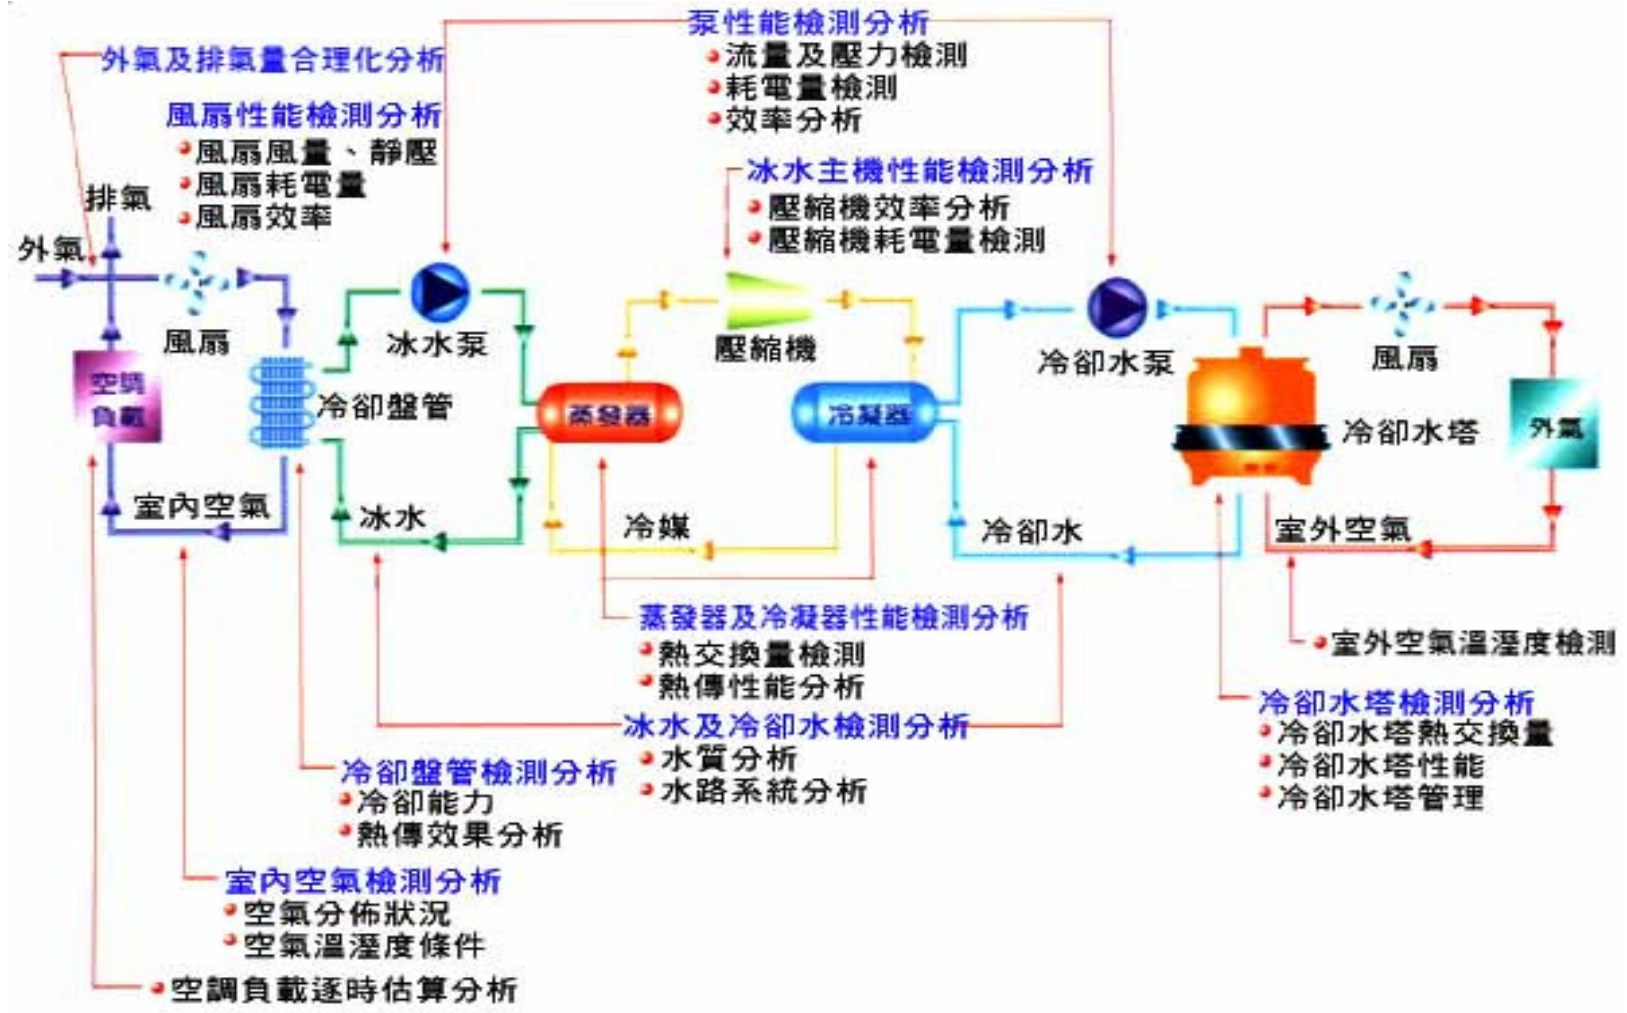 泵性能檢測分析
流量及壓力檢測
耗電量檢測
效率分析
外氣及排氣量合理化分析
風扇性能檢測分析
風扇風量、靜壓
風扇耗電量
風扇效率
冰水主機性能檢測分析
壓縮機效率分析
壓縮機耗電量檢測
排氣
外氣
風扇
冰水泵
壓縮機
冷卻水泵
風扇
空調
負載
冷卻盤管
蒸發器
冷凝器
冷卻水塔
外氣
室內空氣
冰水
冷媒
冷卻水
室外空氣
蒸發器及冷凝器性能檢測分析
熱交換量檢測
熱傳性能分析
室外空氣溫溼度檢測
冰水及冷卻水檢測分析
水質分析
水路系統分析
冷卻水塔檢測分析
冷卻水塔熱交換量
冷卻水塔性能
冷卻水塔管理
冷卻盤管檢測分析
冷卻能力
熱傳效果分析
室內空氣檢測分析
空氣分佈狀況
空氣溫溼度條件
空調負載逐時估算分析